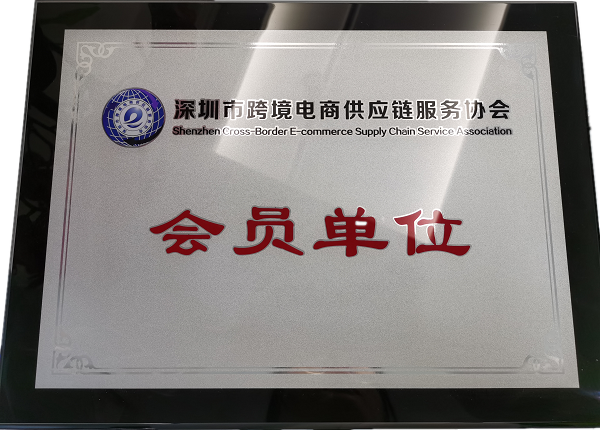 深圳市跨境电商供应链服务协会
Shenzhen Cross-Border E-commerce Supply Chain Service Association
会员单位